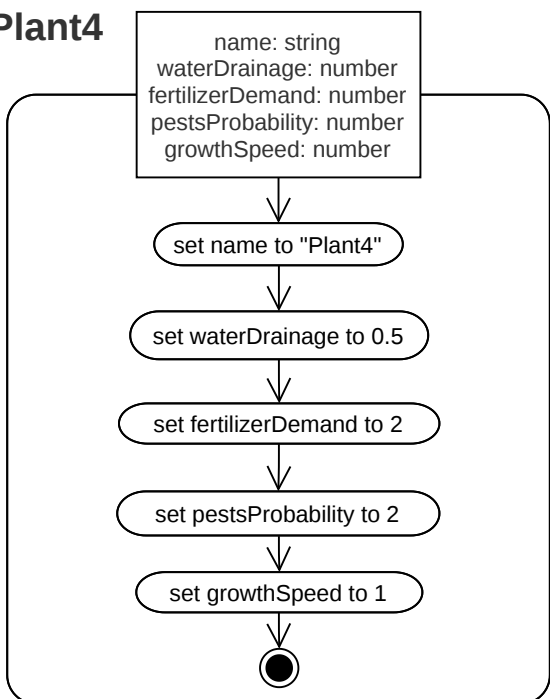 Plant4
name: string
waterDrainage: number
fertilizerDemand: number
pestsProbability: number
growthSpeed: number
set name to "Plant4"
set waterDrainage to 0.5
set fertilizerDemand to 2
set pestsProbability to 2
set growthSpeed to 1